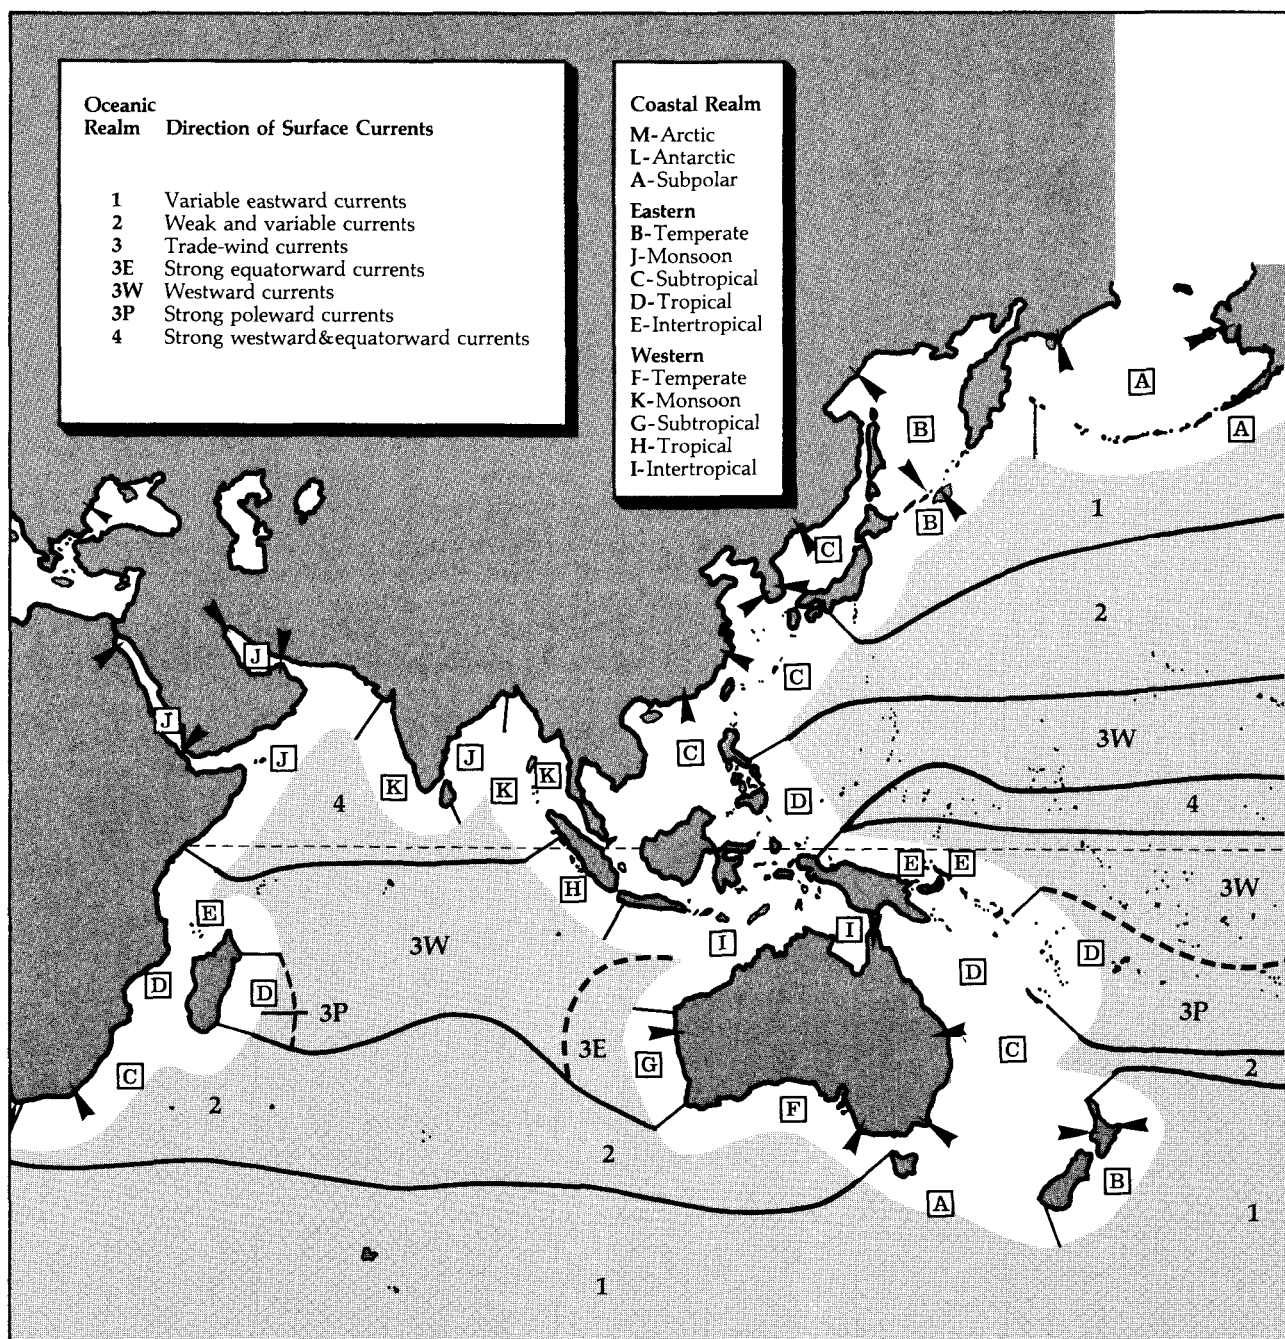 Oceanic
Realm Direction of Surface Currents
1 Variable eastward currents
2 Weak and variable currents
3 Trade-wind currents
3E Strong equatorward currents
3W Westward currents
3P Strong poleward currents
4 Strong westward&equatorward currents
Coastal Realm
M-Arctic
L-Antarctic
A-Subpolar
Eastern
B-Temperate
J-Monsoon
C-Subtropical
D-Tropical
E-Intertropical
Western
F-Temperate
K-Monsoon
G-Subtropical
H-Tropical
I-Intertropical
A
B
A
1
B
C
2
J
C
J
J
J
C
3W
K
K
K
4
D
4
E
E
H
3W
E
3W
I
I
D
D
D
D
3P
3P
3E
C
G
C
2
2
F
2
B
A
1
1